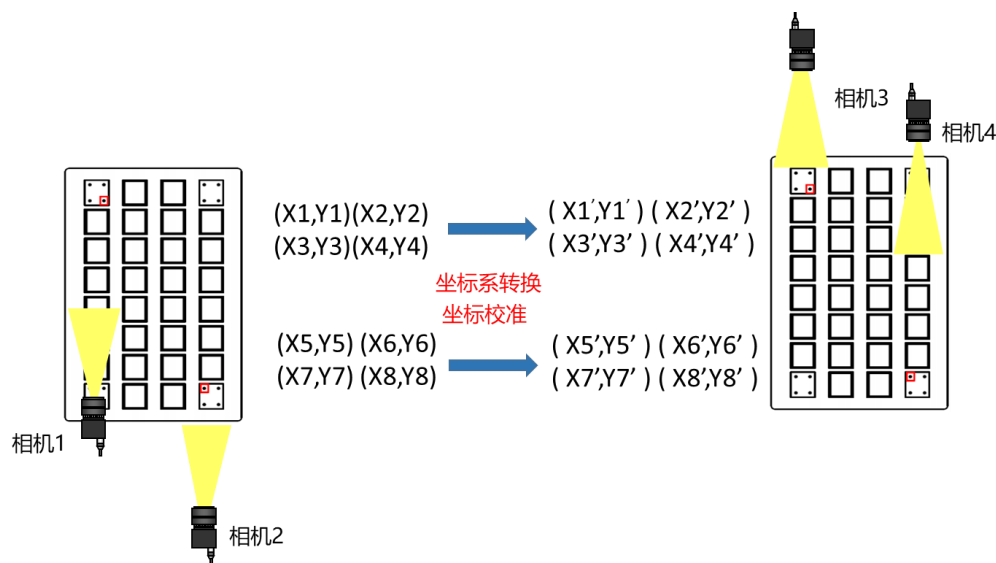 相机3
相机4
(X1,Y1)(X2,Y2)
(X3,Y3)(X4,Y4)
( X1′,Y1′ ) ( X2’,Y2’ )
( X3’,Y3’ ) ( X4’,Y4’ )
坐标系转换
坐标校准
(X5,Y5) (X6,Y6)
(X7,Y7) (X8,Y8)
( X5’,Y5’ ) ( X6’,Y6’ )
( X7’,Y7’ ) ( X8’,Y8’ )
相机1
相机2